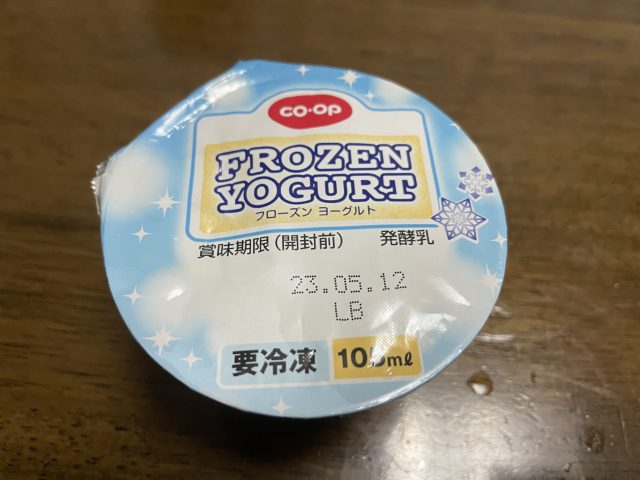 CO·OP
FROZEN
YOGURT
フローズン ヨーグルト
賞味期限(開封前) 発酵乳
23.05.12
LB
要冷凍